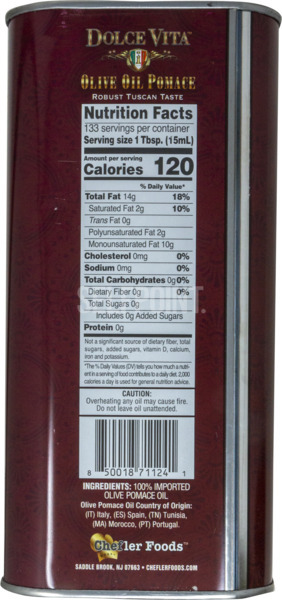 DOLCE VITA
OLIVE OIL POMACE
ROBUST TUSCAN TASTE
Nutrition Facts
133 servings per container
Serving size 1 Tbsp. (15mL)
Amount per serving
Calories 120
% Daily Value*
Total Fat 14g 18%
Saturated Fat 2g 10%
Trans Fat 0g
Polyunsaturated Fat 2g
Monounsaturated Fat 10g
Cholesterol 0mg 0%
Sodium 0mg 0%
Total Carbohydrates 0g 0%
Dietary Fiber 0g 0%
Total Sugars 0g
Includes 0g Added Sugars
Protein 0g
Not a significant source of dietary fiber, total
sugars, added sugars, vitamin D, calcium,
iron and potassium.
*The % Daily Values (DV) tells you how much a nutri-
ent in a serving of food contributes to a daily diet. 2,000
calories a day is used for general nutrition advice.
CAUTION:
Overheating any oil may cause fire.
Do not leave oil unattended.
8 50018 71124 1
INGREDIENTS: 100% IMPORTED
OLIVE POMACE OIL
Olive Pomace Oil Country of Origin:
(IT) Italy, (ES) Spain, (TN) Tunisia,
(MA) Morocco, (PT) Portugal.
Chefler Foods™
SADDLE BROOK, NJ 07663 • CHEFLERFOODS.COM